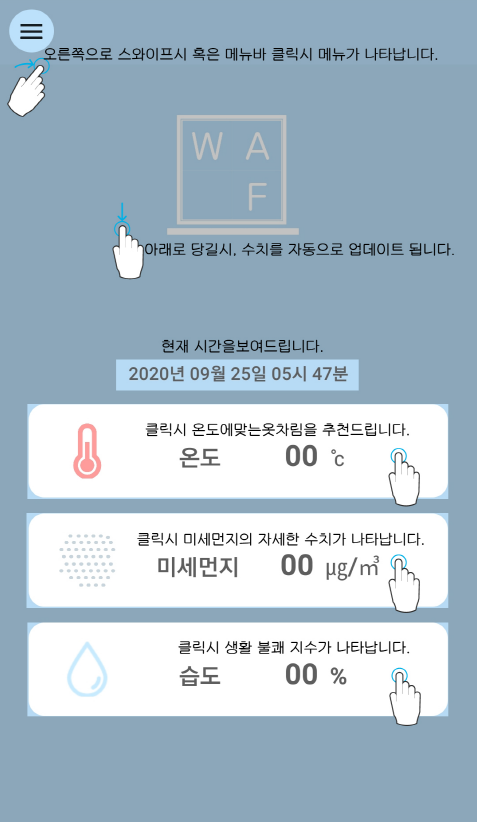 오른쪽으로 스와이프시 혹은 메뉴바 클릭시 메뉴가 나타납니다.
W A
F
아래로 당길시, 수치를 자동으로 업데이트 됩니다.
현재 시간을보여드립니다.
2020년 09월 25일 05시 47분
클릭시 온도에맞는옷차림을 추천드립니다.
온도 00 ℃
클릭시 미세먼지의 자세한 수치가 나타납니다.
미세먼지 00 µg/㎥
클릭시 생활 불쾌 지수가 나타납니다.
습도 00 %